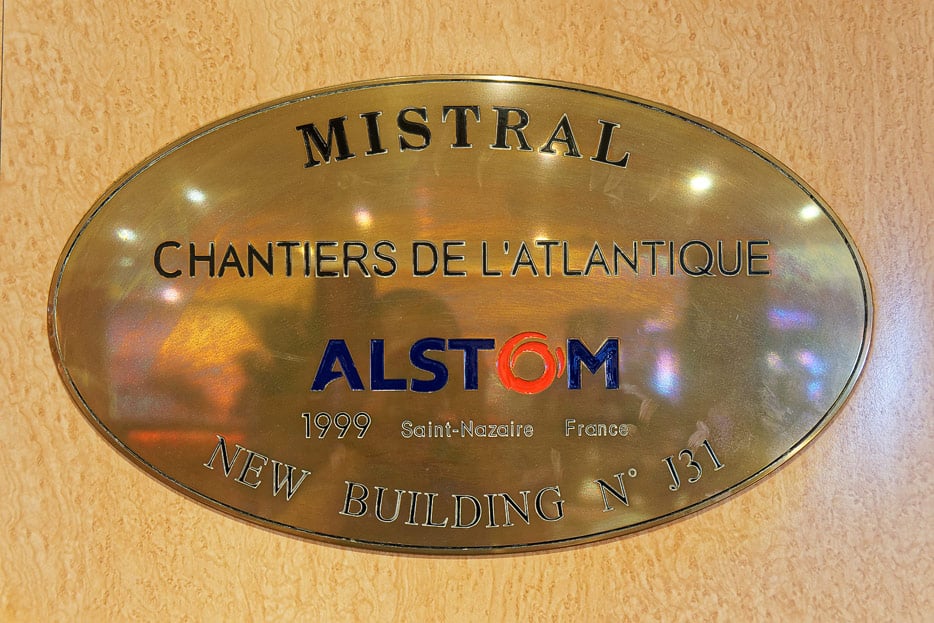 MISTRAL
CHANTIERS DE L'ATLANTIQUE
ALSTOM
1999 Saint-Nazaire France
NEW BUILDING N° J31